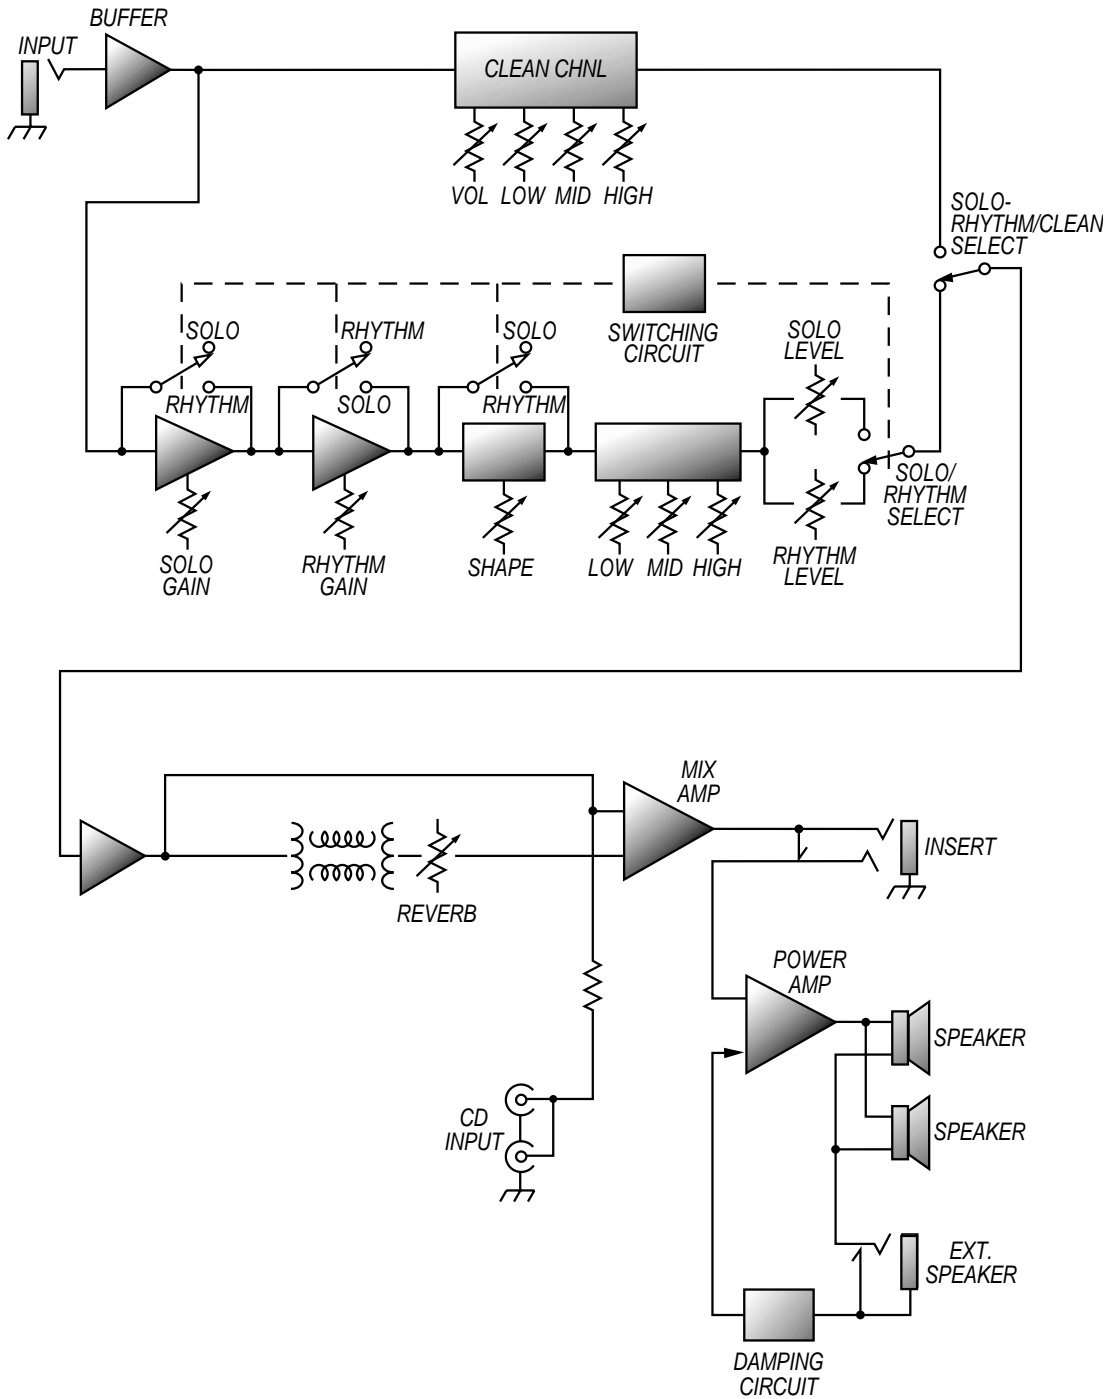 BUFFER
INPUT
CLEAN CHNL
VOL LOW MID HIGH
SOLO-
RHYTHM/CLEAN
SELECT
SWITCHING
CIRCUIT
SOLO
RHYTHM
RHYTHM
SOLO
SOLO
RHYTHM
SOLO
LEVEL
SOLO/
RHYTHM
SELECT
SOLO
GAIN
RHYTHM
GAIN
SHAPE
LOW MID HIGH
RHYTHM
LEVEL
MIX
AMP
INSERT
REVERB
POWER
AMP
SPEAKER
SPEAKER
CD
INPUT
EXT.
SPEAKER
DAMPING
CIRCUIT